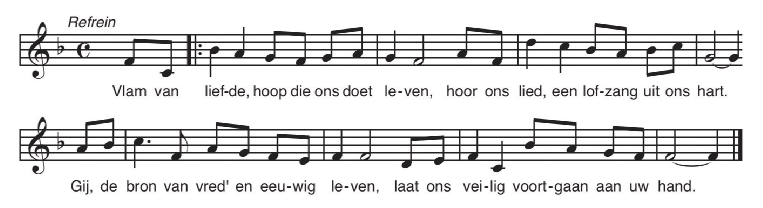 Refrein
Vlam van lief-de, hoop die ons doet le-ven, hoor ons lied, een lof-zang uit ons hart.
Gij, de bron van vred' en eeu-wig le-ven, laat ons vei-lig voort-gaan aan uw hand.